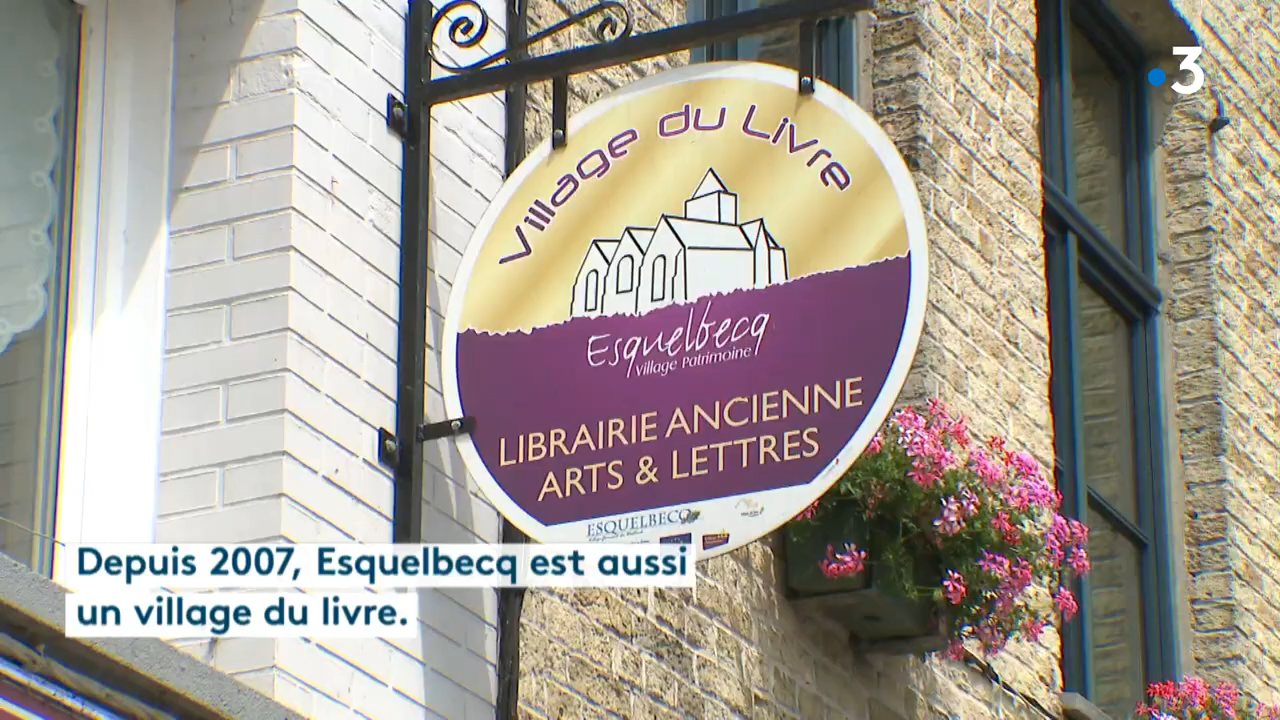 3
Village du Livre
Esquelbecq
Village Patrimoine
LIBRAIRIE ANCIENNE
ARTS & LETTRES
ESQUELBECQ
Depuis 2007, Esquelbecq est aussi
un village du livre.